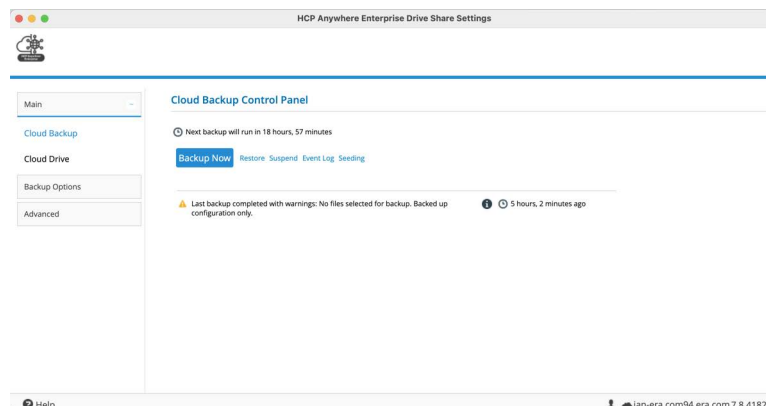 HCP Anywhere Enterprise Drive Share Settings
Main
Cloud Backup
Cloud Drive
Backup Options
Advanced
Cloud Backup Control Panel
Next backup will run in 18 hours, 57 minutes
Backup Now Restore Suspend Event Log Seeding
Last backup completed with warnings: No files selected for backup. Backed up
configuration only.
5 hours, 2 minutes ago
Help